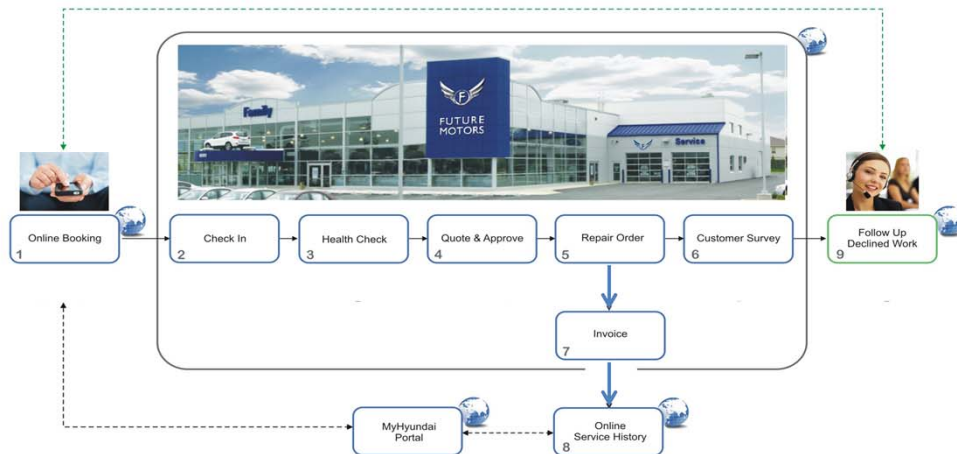 Family
F
FUTURE
MOTORS
Service
Online Booking
1
Check In
2
Health Check
3
Quote & Approve
4
Repair Order
5
Customer Survey
6
Follow Up
Declined Work
9
Invoice
7
MyHyundai
Portal
Online
Service History
8